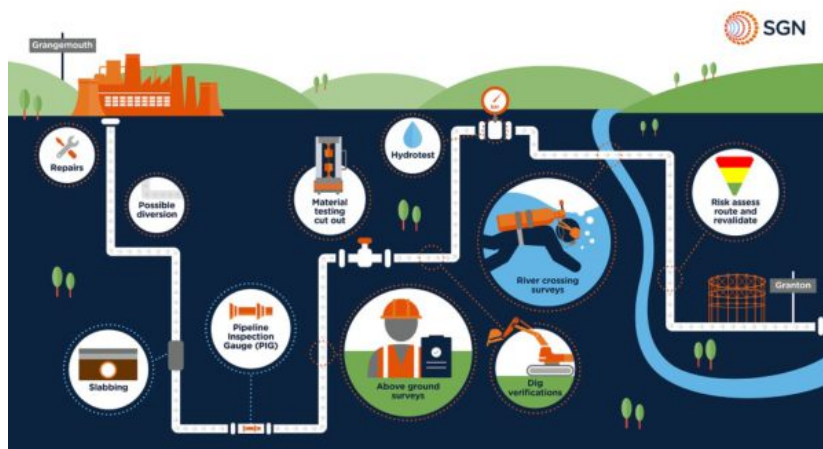 SGN
Grangemouth
Repairs
Possible
diversion
Material
testing
cut out
Hydrotest
River crossing
surveys
Risk assess
route and
revalidate
Granton
Pipeline
Inspection
Gauge (PIG)
Slabbing
Above ground
surveys
Dig
verifications